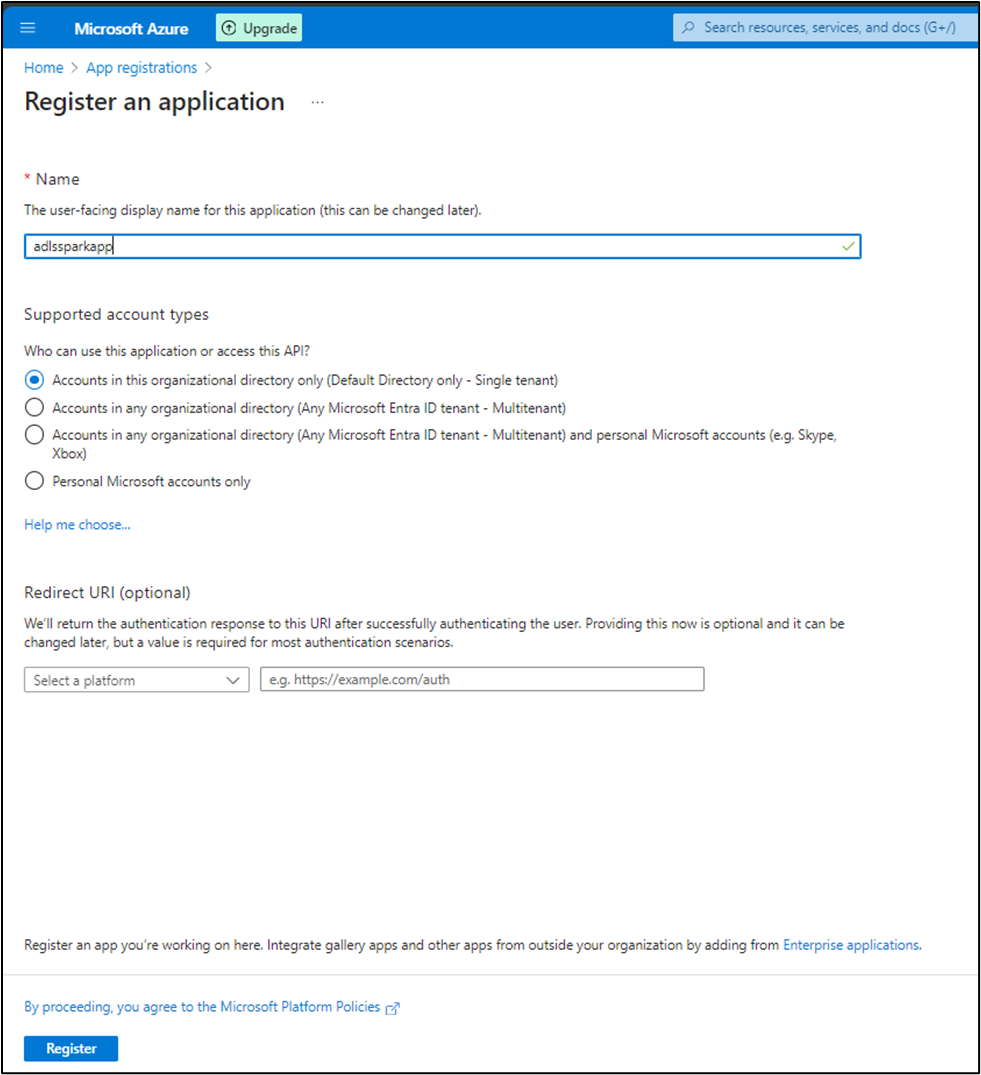 Microsoft Azure
Upgrade
Search resources, services, and docs (G+/)
Home > App registrations >
Register an application ...
* Name
The user-facing display name for this application (this can be changed later).
adlssparkapp
Supported account types
Who can use this application or access this API?
Accounts in this organizational directory only (Default Directory only - Single tenant)
Accounts in any organizational directory (Any Microsoft Entra ID tenant - Multitenant)
Accounts in any organizational directory (Any Microsoft Entra ID tenant - Multitenant) and personal Microsoft accounts (e.g. Skype,
Xbox)
Personal Microsoft accounts only
Help me choose...
Redirect URI (optional)
We'll return the authentication response to this URI after successfully authenticating the user. Providing this now is optional and it can be
changed later, but a value is required for most authentication scenarios.
Select a platform
e.g. https://example.com/auth
Register an app you're working on here. Integrate gallery apps and other apps from outside your organization by adding from Enterprise applications.
By proceeding, you agree to the Microsoft Platform Policies
Register